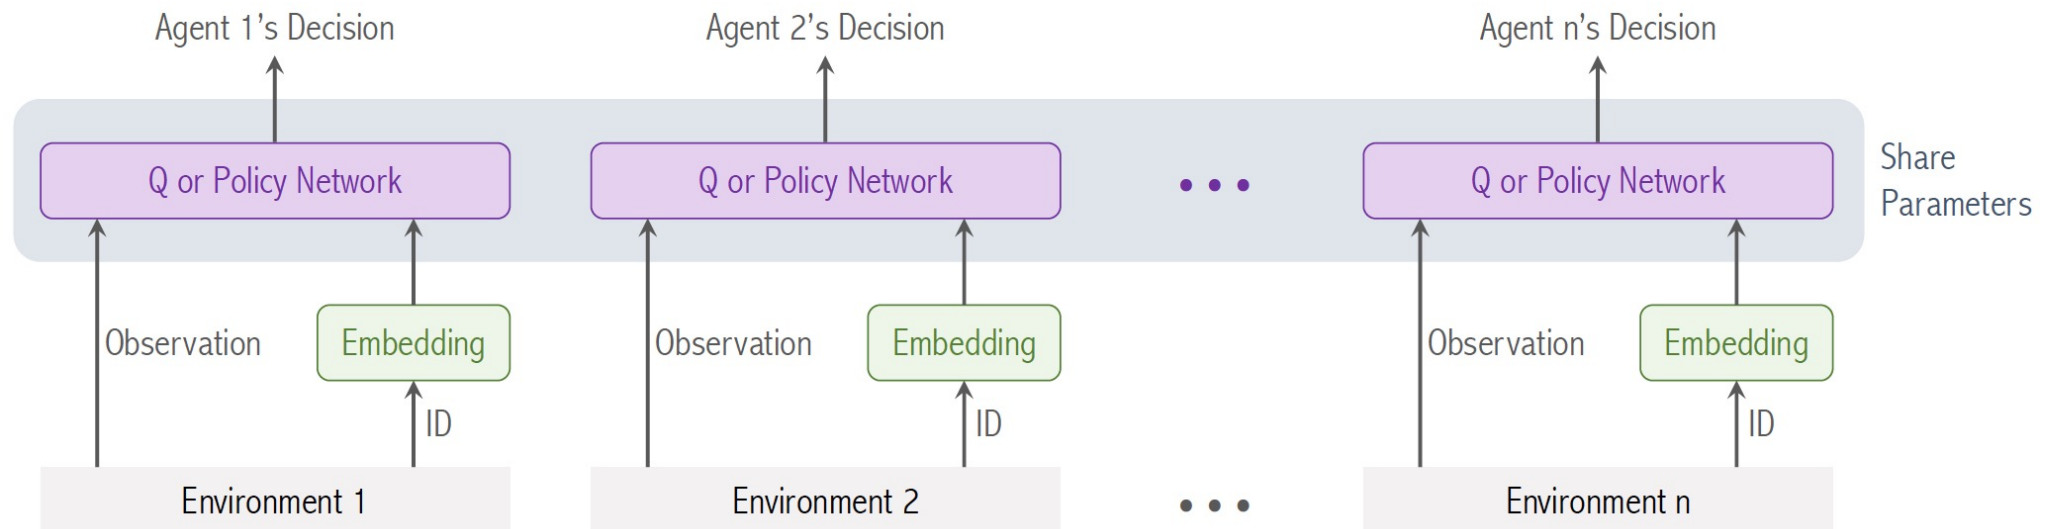 Agent 1's Decision
Agent 2's Decision
Agent n's Decision
Q or Policy Network
Q or Policy Network
Q or Policy Network
Share
Parameters
Observation
Embedding
Observation
Embedding
Observation
Embedding
ID
ID
ID
Environment 1
Environment 2
Environment n